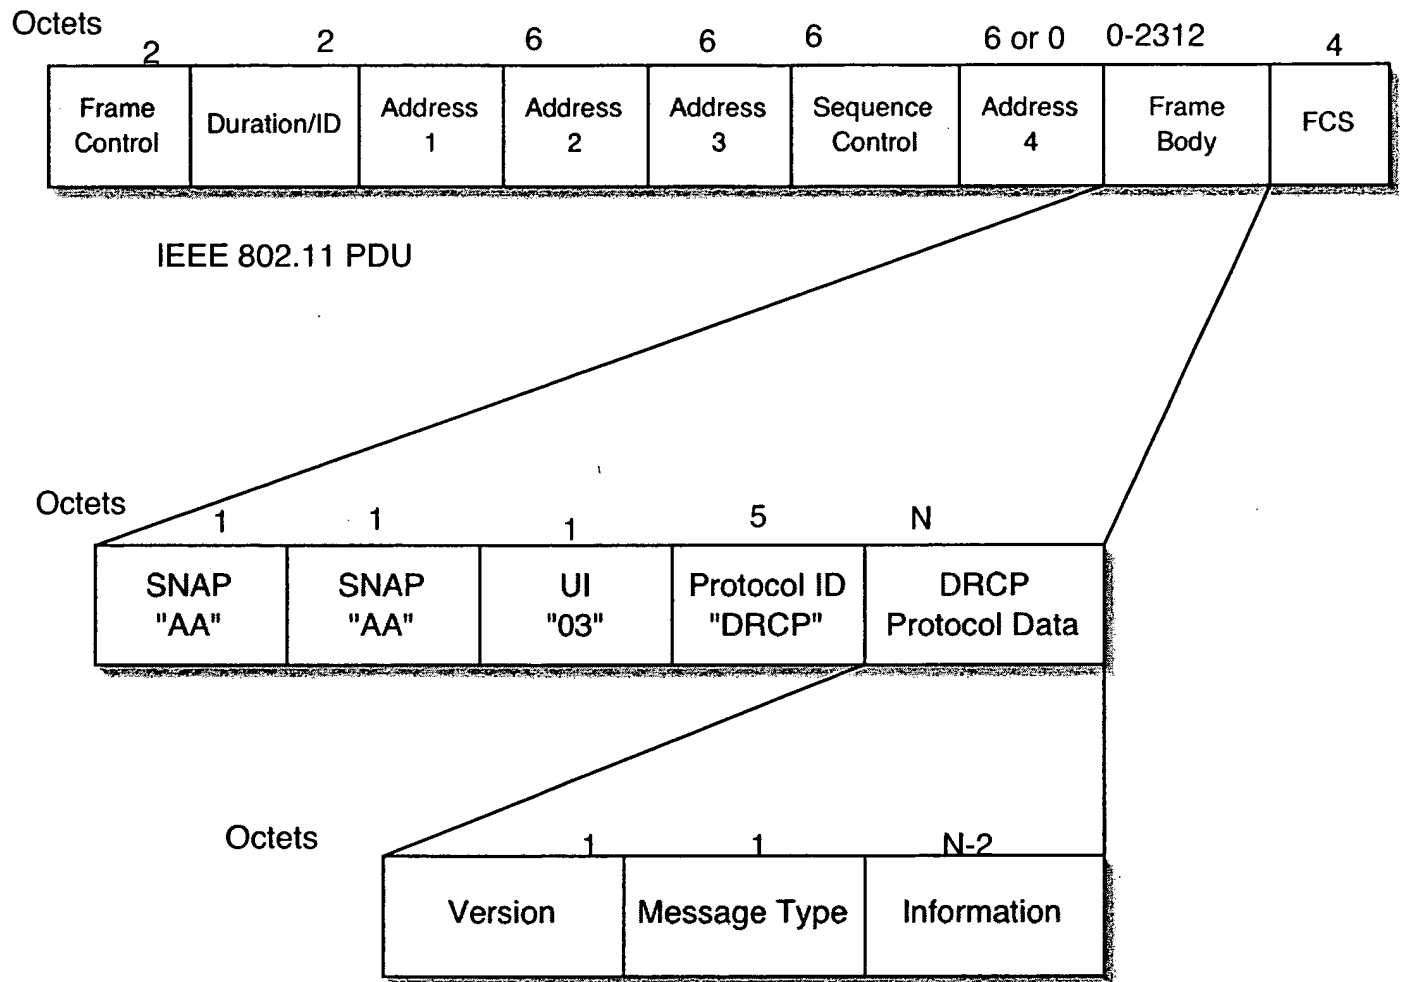 Octets
2 2 6 6 6 6 or 0 0-2312 4
Frame Duration/ID Address Address Address Sequence Address Frame FCS
Control 1 2 3 Control 4 Body
IEEE 802.11 PDU
Octets
1 1 1 5 N
SNAP SNAP UI Protocol ID DRCP
"AA" "AA" "03" "DRCP" Protocol Data
Octets 1 1 N-2
Version Message Type Information